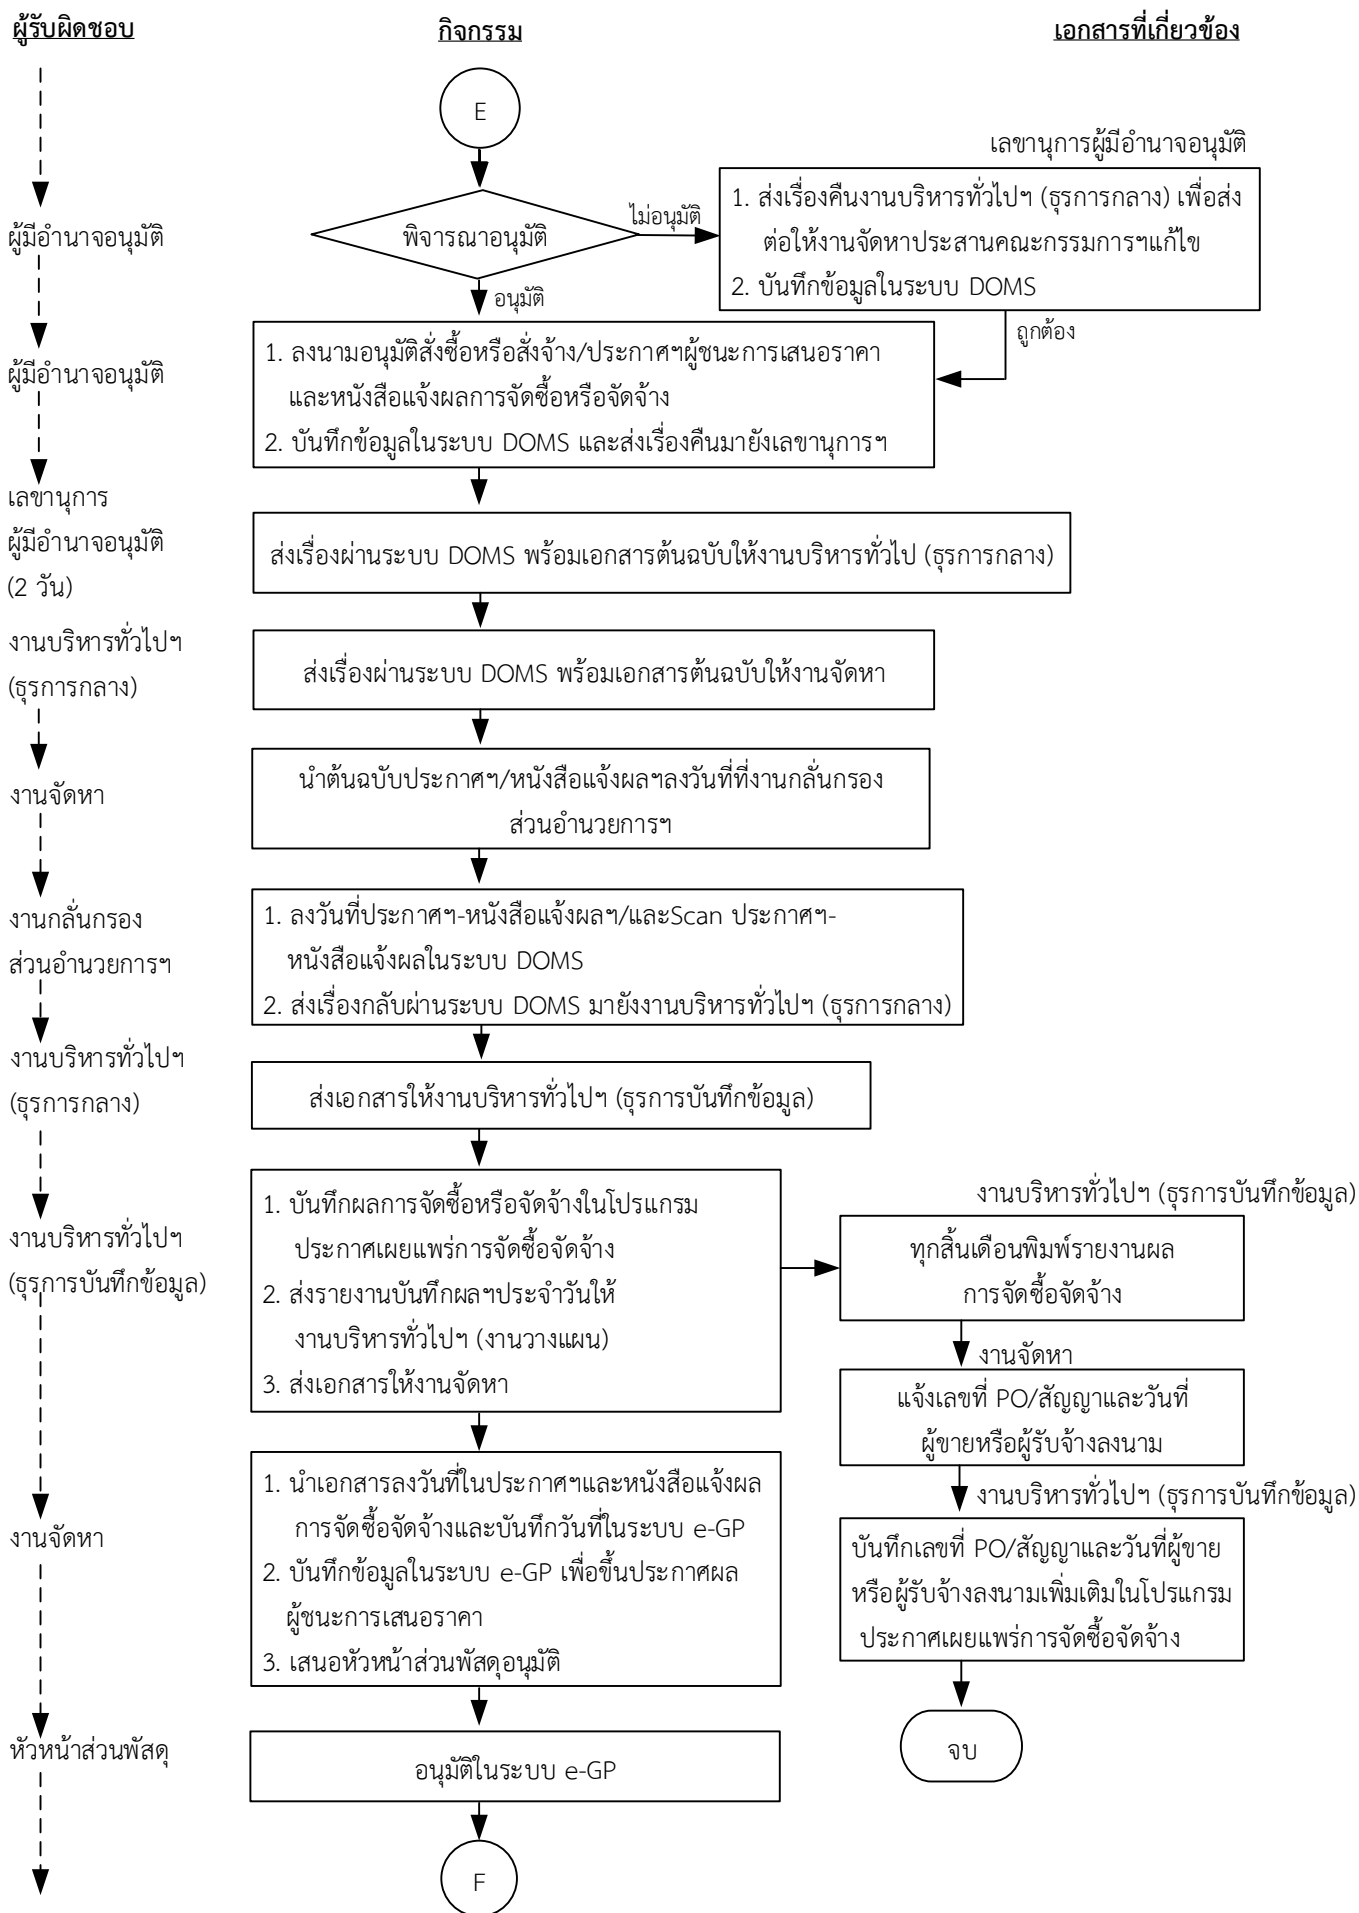 ผู้รับผิดชอบ
กิจกรรม
เอกสารที่เกี่ยวข้อง
E
เลขานุการผู้มีอำนาจอนุมัติ
ผู้มีอำนาจอนุมัติ
พิจารณาอนุมัติ
ไม่อนุมัติ
1. ส่งเรื่องคืนงานบริหารทั่วไปฯ (ธุรการกลาง) เพื่อส่ง
ต่อให้งานจัดหาประสานคณะกรรมการฯแก้ไข
2. บันทึกข้อมูลในระบบ DOMS
อนุมัติ
ถูกต้อง
ผู้มีอำนาจอนุมัติ
1. ลงนามอนุมัติสั่งซื้อหรือสั่งจ้าง/ประกาศฯผู้ชนะการเสนอราคา
และหนังสือแจ้งผลการจัดซื้อหรือจัดจ้าง
2. บันทึกข้อมูลในระบบ DOMS และส่งเรื่องคืนมายังเลขานุการฯ
เลขานุการ
ผู้มีอำนาจอนุมัติ
(2 วัน)
ส่งเรื่องผ่านระบบ DOMS พร้อมเอกสารต้นฉบับให้งานบริหารทั่วไป (ธุรการกลาง)
งานบริหารทั่วไปฯ
(ธุรการกลาง)
ส่งเรื่องผ่านระบบ DOMS พร้อมเอกสารต้นฉบับให้งานจัดหา
งานจัดหา
นำต้นฉบับประกาศฯ/หนังสือแจ้งผลฯลงวันที่ที่งานกลั่นกรอง
ส่วนอำนวยการฯ
งานกลั่นกรอง
ส่วนอำนวยการฯ
1. ลงวันที่ประกาศฯ-หนังสือแจ้งผลฯ/และScan ประกาศฯ-
หนังสือแจ้งผลในระบบ DOMS
2. ส่งเรื่องกลับผ่านระบบ DOMS มายังงานบริหารทั่วไปฯ (ธุรการกลาง)
งานบริหารทั่วไปฯ
(ธุรการกลาง)
ส่งเอกสารให้งานบริหารทั่วไปฯ (ธุรการบันทึกข้อมูล)
งานบริหารทั่วไปฯ
(ธุรการบันทึกข้อมูล)
1. บันทึกผลการจัดซื้อหรือจัดจ้างในโปรแกรม
ประกาศเผยแพร่การจัดซื้อจัดจ้าง
2. ส่งรายงานบันทึกผลฯประจำวันให้
งานบริหารทั่วไปฯ (งานวางแผน)
3. ส่งเอกสารให้งานจัดหา
งานบริหารทั่วไปฯ (ธุรการบันทึกข้อมูล)
ทุกสิ้นเดือนพิมพ์รายงานผล
การจัดซื้อจัดจ้าง
งานจัดหา
แจ้งเลขที่ PO/สัญญาและวันที่
ผู้ขายหรือผู้รับจ้างลงนาม
งานบริหารทั่วไปฯ (ธุรการบันทึกข้อมูล)
บันทึกเลขที่ PO/สัญญาและวันที่ผู้ขาย
หรือผู้รับจ้างลงนามเพิ่มเติมในโปรแกรม
ประกาศเผยแพร่การจัดซื้อจัดจ้าง
จบ
งานจัดหา
1. นำเอกสารลงวันที่ในประกาศฯและหนังสือแจ้งผล
การจัดซื้อจัดจ้างและบันทึกวันที่ในระบบ e-GP
2. บันทึกข้อมูลในระบบ e-GP เพื่อขึ้นประกาศผล
ผู้ชนะการเสนอราคา
3. เสนอหัวหน้าส่วนพัสดุอนุมัติ
หัวหน้าส่วนพัสดุ
อนุมัติในระบบ e-GP
F